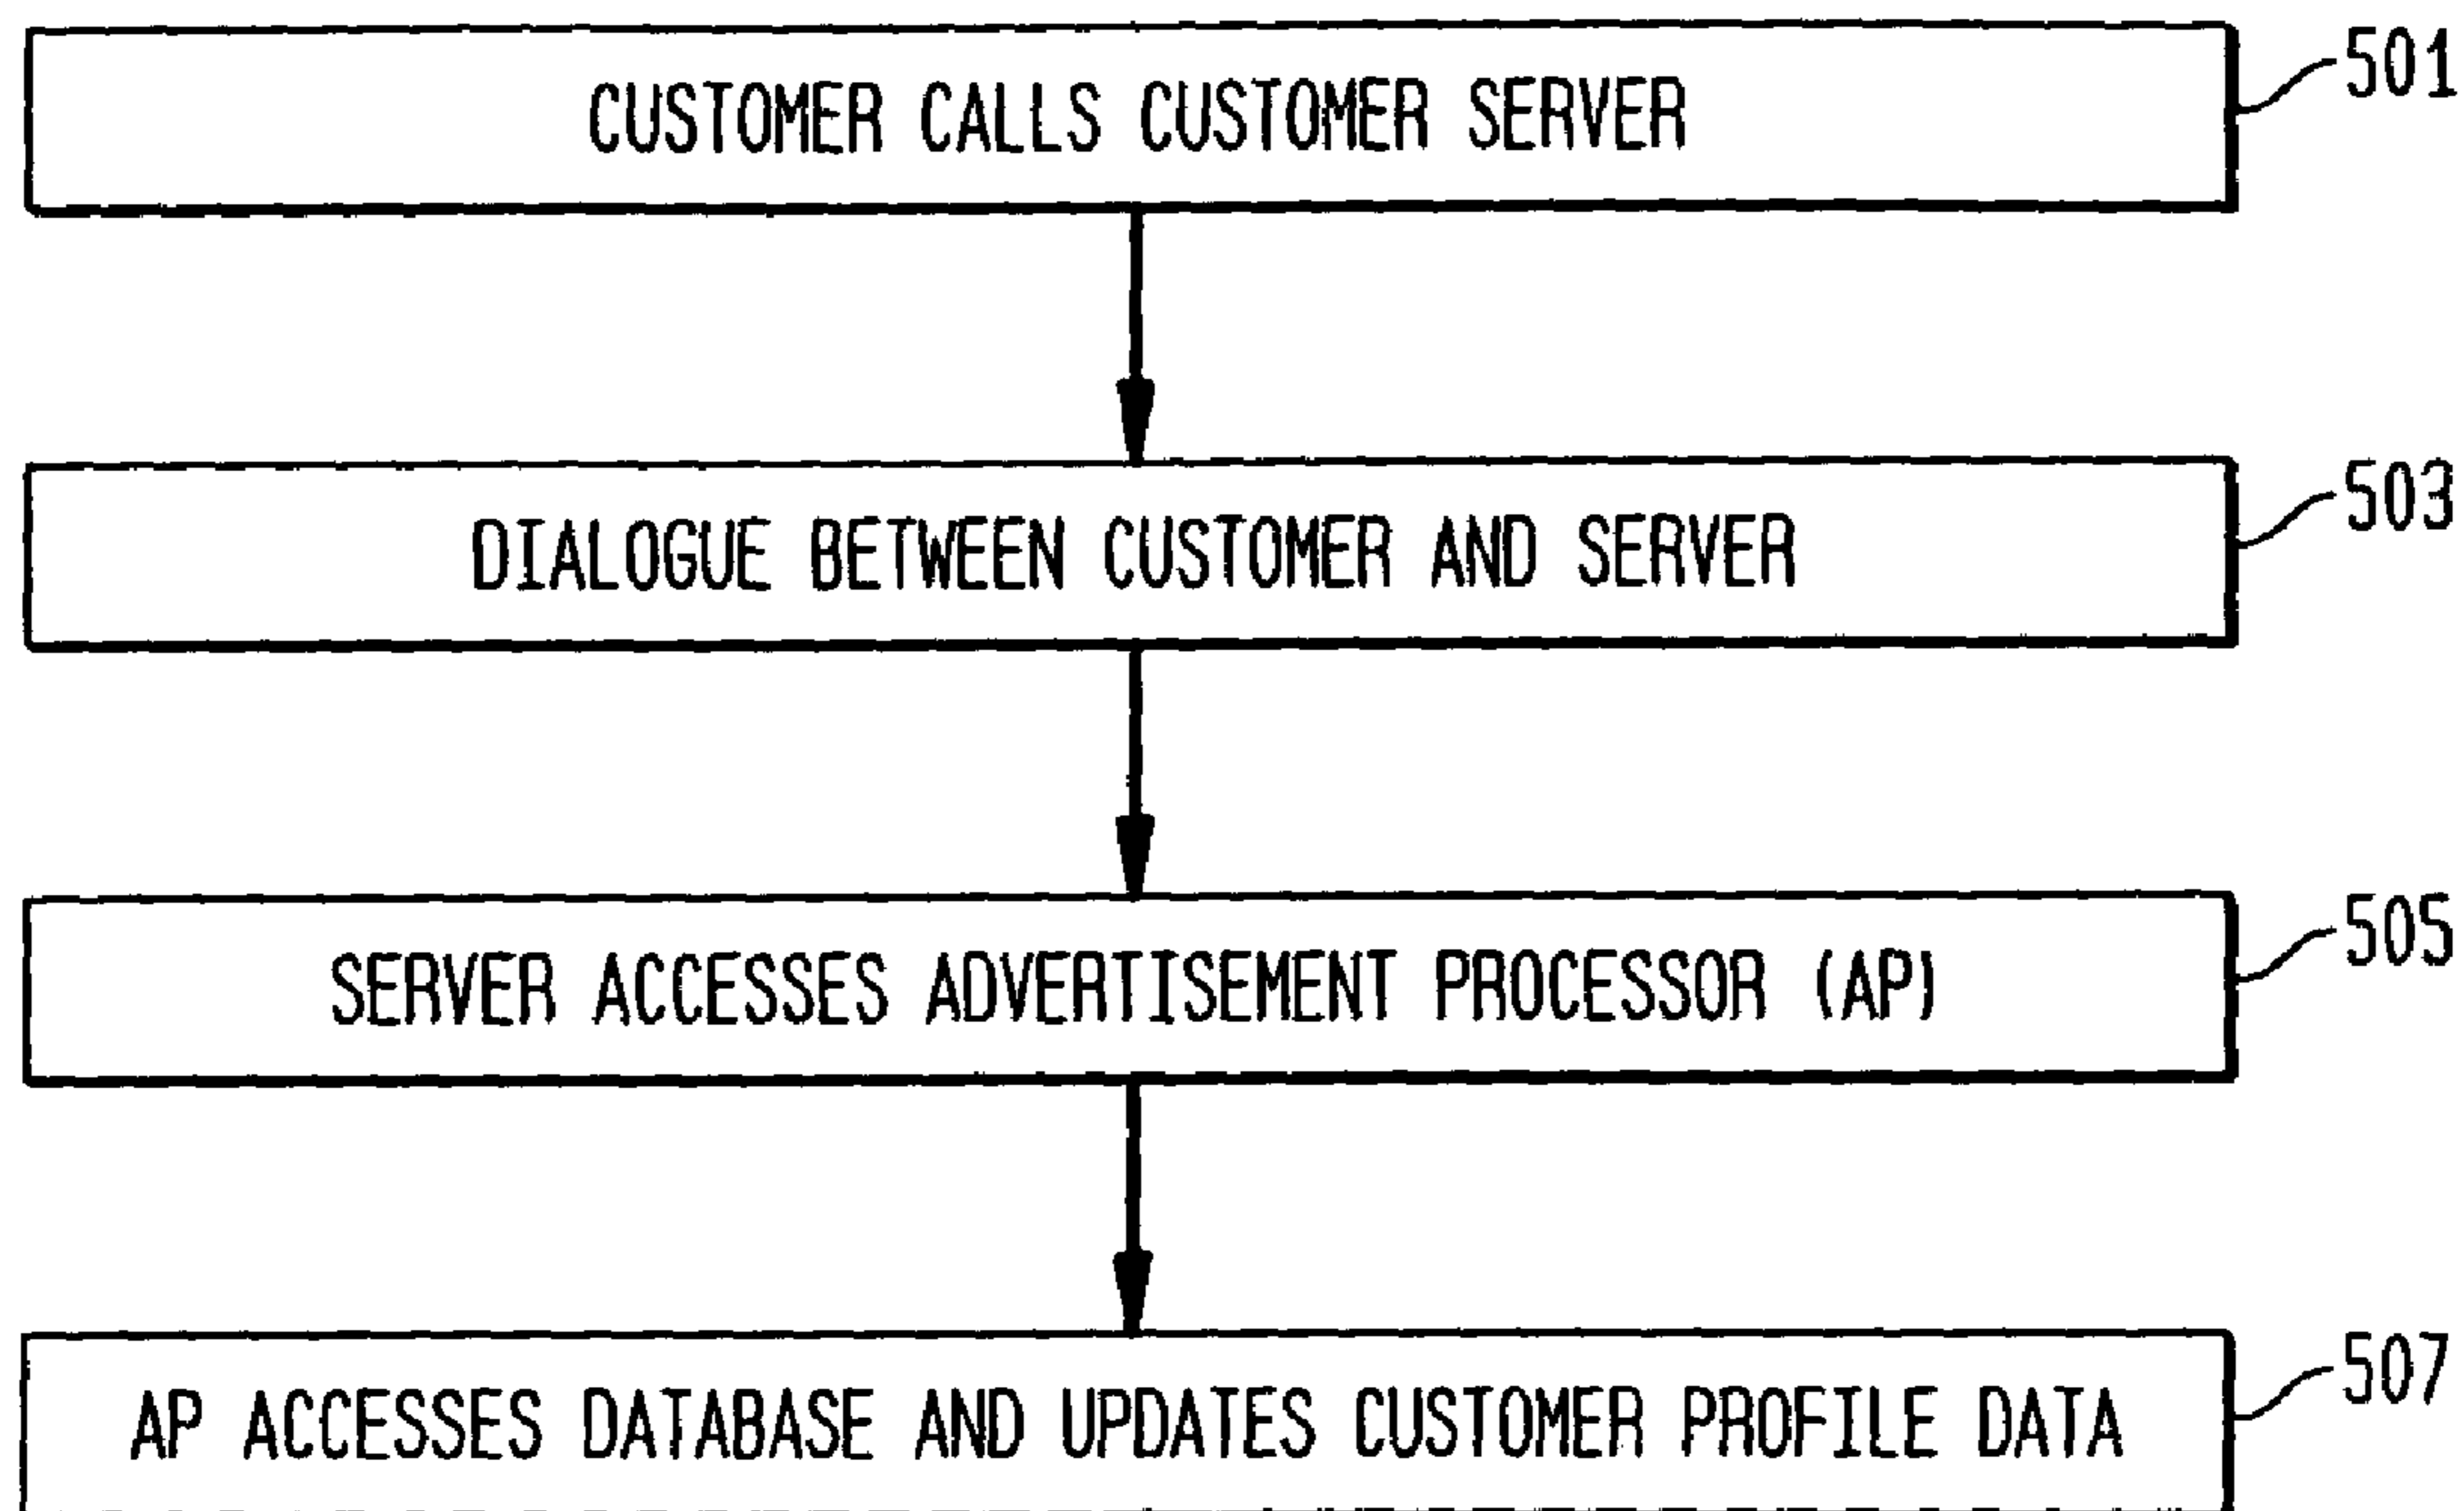 CUSTOMER CALLS CUSTOMER SERVER
501
DIALOGUE BETWEEN CUSTOMER AND SERVER
503
SERVER ACCESSES ADVERTISEMENT PROCESSOR (AP)
505
AP ACCESSES DATABASE AND UPDATES CUSTOMER PROFILE DATA
507